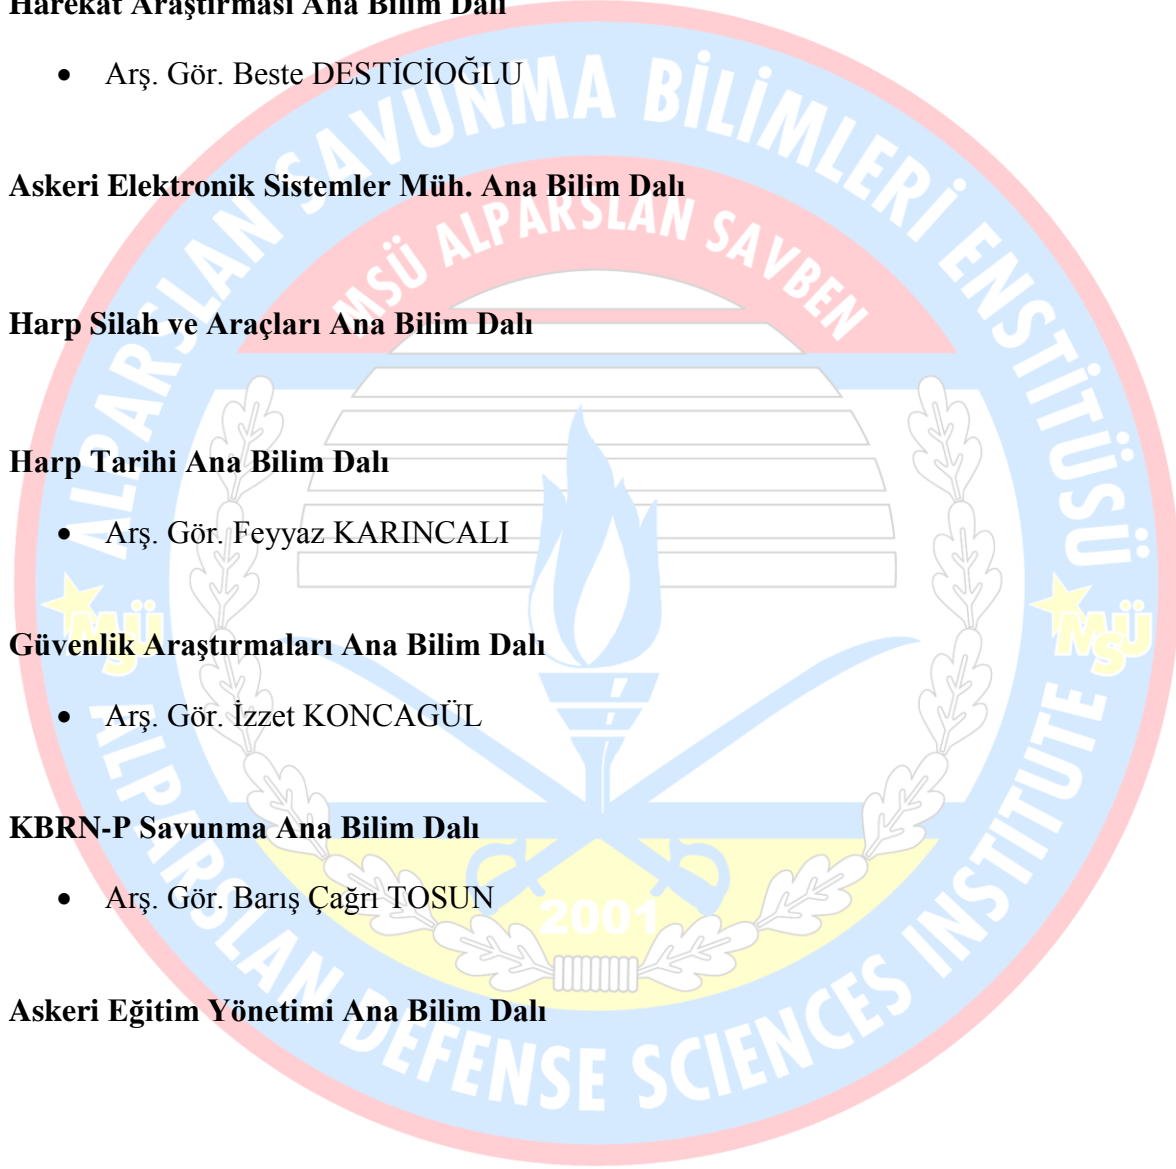 Harekat Araştırması Ana Bilim Dalı
• Arş. Gör. Beste DESTİCİOĞLU
Askeri Elektronik Sistemler Müh. Ana Bilim Dalı
Harp Silah ve Araçları Ana Bilim Dalı
Harp Tarihi Ana Bilim Dalı
• Arş. Gör. Feyyaz KARINCALI
Güvenlik Araştırmaları Ana Bilim Dalı
• Arş. Gör. İzzet KONCAGÜL
KBRN-P Savunma Ana Bilim Dalı
• Arş. Gör. Barış Çağrı TOSUN
Askeri Eğitim Yönetimi Ana Bilim Dalı
ALPARSLAN SAVUNMA BİLİMLERİ ENSTİTÜSÜ
MSÜ ALPARSLAN SAVBEN
MSÜ
MSÜ
2001
ALPARSLAN DEFENSE SCIENCES INSTITUTE